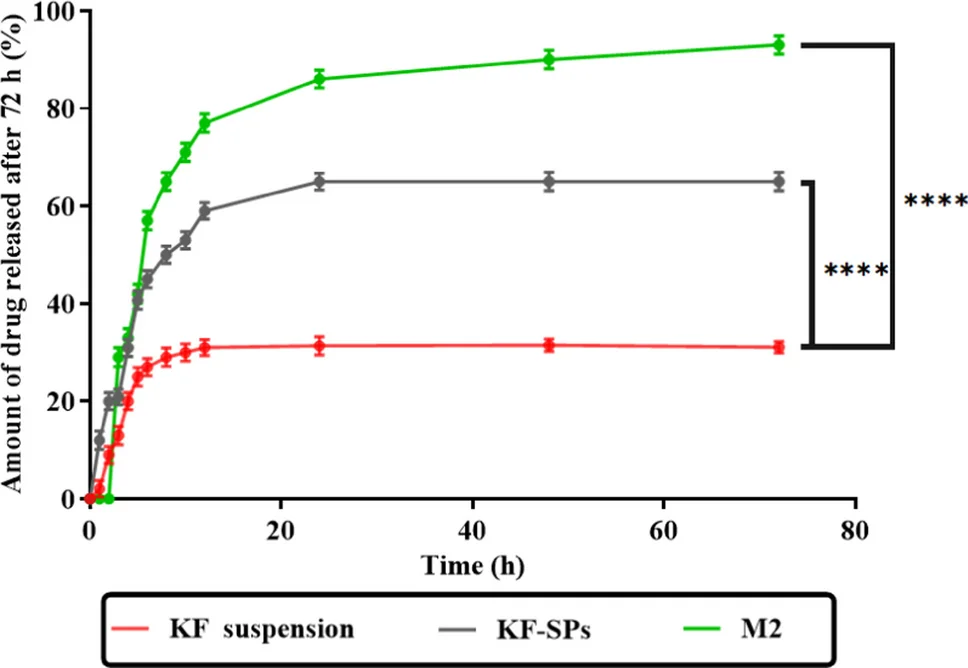 Amount of drug released after 72 h (%)
100
80
60
40
20
0
0 20 40 60 80
Time (h)
****
****
KF suspension KF-SPs M2